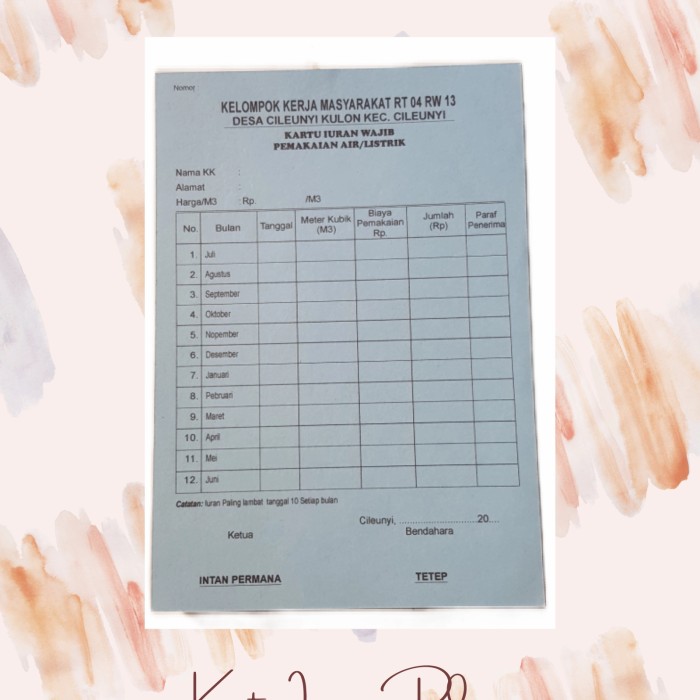 Nomor :
KELOMPOK KERJA MASYARAKAT RT 04 RW 13
DESA CILEUNYI KULON KEC. CILEUNYI
KARTU IURAN WAJIB
PEMAKAIAN AIR/LISTRIK
Nama KK :
Alamat :
Harga/M3 : Rp. /M3
No. Bulan Tanggal Meter Kubik (M3) Biaya Pemakaian Rp. Jumlah (Rp) Paraf Penerima
1. Juli
2. Agustus
3. September
4. Oktober
5. Nopember
6. Desember
7. Januari
8. Pebruari
9. Maret
10. April
11. Mei
12. Juni
Catatan: Iuran Paling lambat tanggal 10 Setiap bulan
Cileunyi, ..............................20....
Ketua Bendahara
INTAN PERMANA TETEP